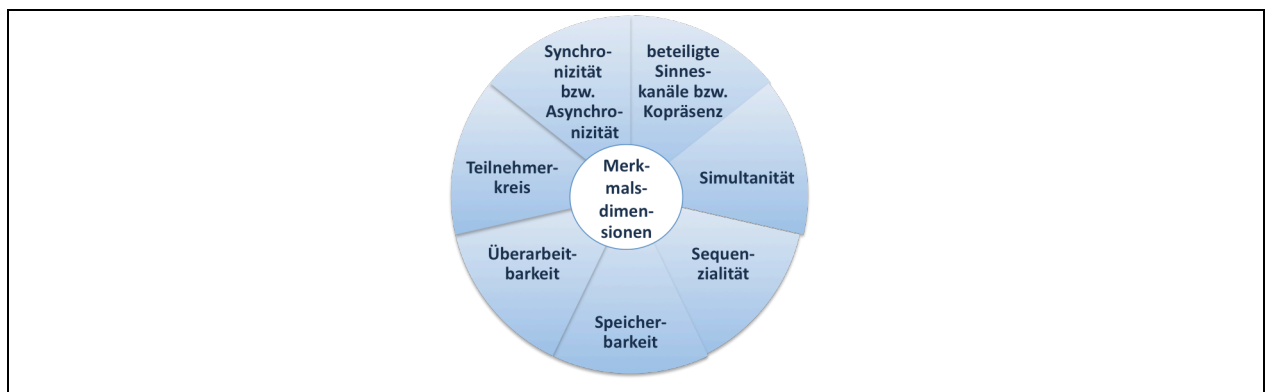 Synchro-
nizität
bzw.
Asynchro-
nizität
beteiligte
Sinnes-
kanäle bzw.
Kopräsenz
Simultanität
Sequen-
zialität
Speicher-
barkeit
Überarbeit-
barkeit
Teilnehmer-
kreis
Merk-
mals-
dimen-
sionen